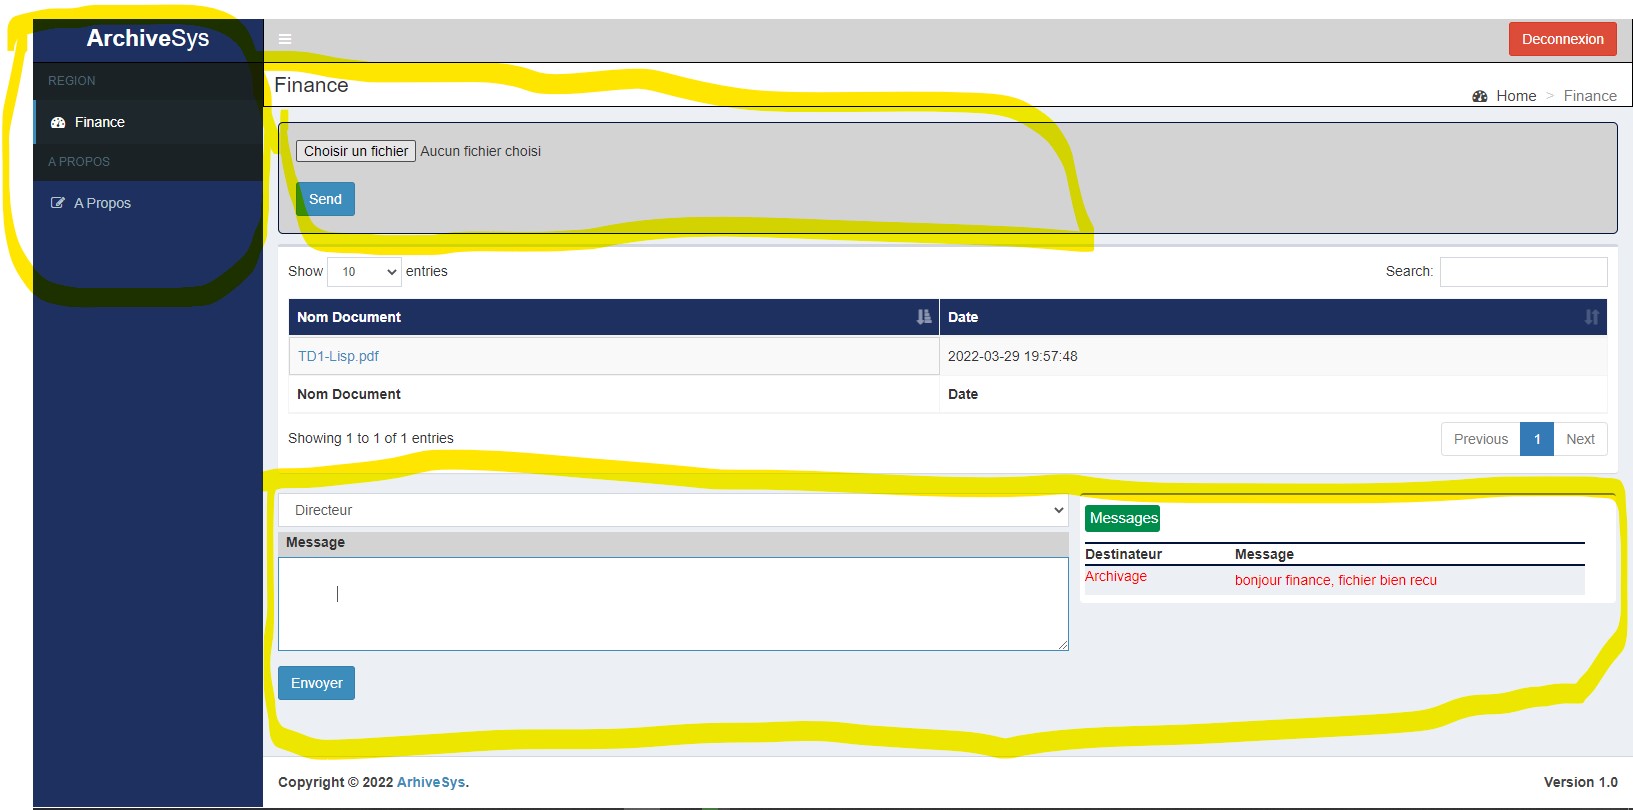 ArchiveSys
Deconnexion
REGION
Finance
A PROPOS
A Propos
Finance
Home > Finance
Choisir un fichier Aucun fichier choisi
Send
Show 10 entries
Search:
Nom Document Date
TD1-Lisp.pdf 2022-03-29 19:57:48
Nom Document Date
Showing 1 to 1 of 1 entries
Previous 1 Next
Directeur
Message
Envoyer
Messages
Destinateur Message
Archivage bonjour finance, fichier bien recu
Copyright © 2022 ArhiveSys.
Version 1.0